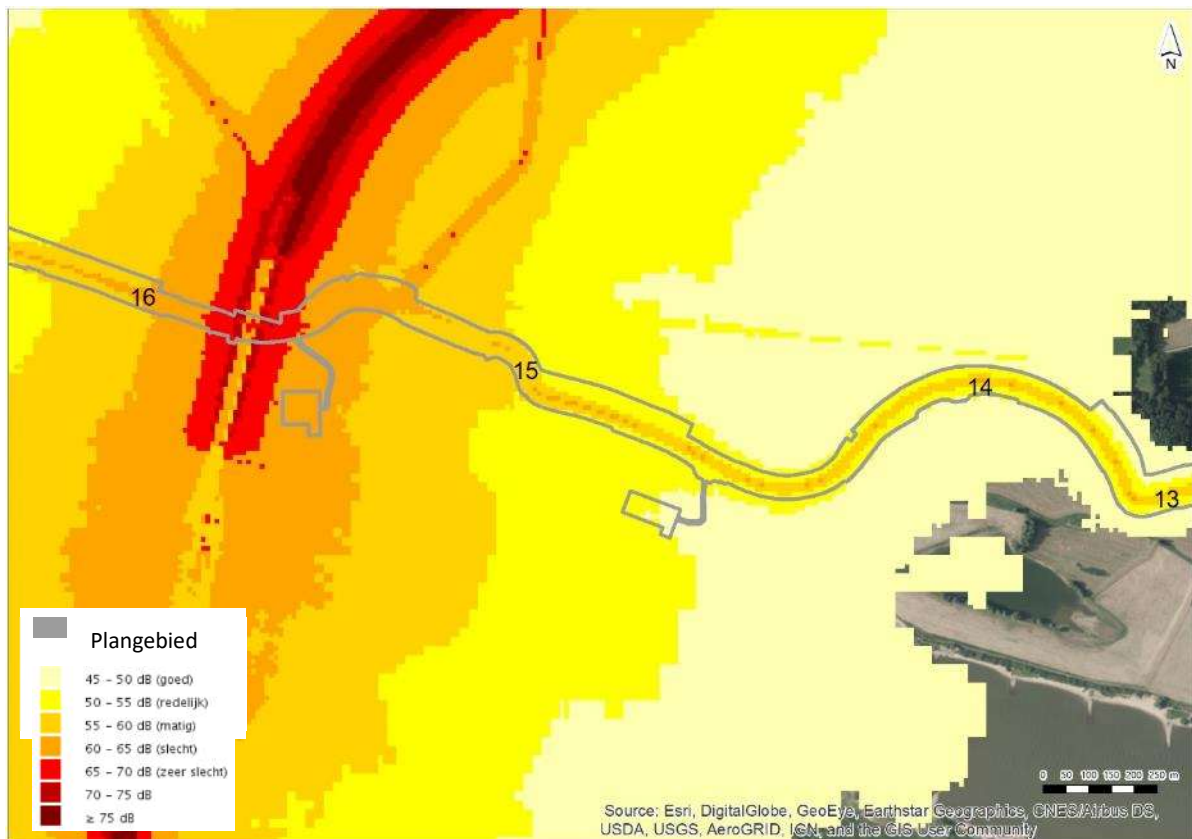 N
16
15
14
13
Plangebied
45 - 50 dB (goed)
50 - 55 dB (redelijk)
55 - 60 dB (matig)
60 - 65 dB (slecht)
65 - 70 dB (zeer slecht)
70 - 75 dB
≥ 75 dB
0 50 100 150 200 250 m
Source: Esri, DigitalGlobe, GeoEye, Earthstar Geographics, CNES/Airbus DS,
USDA, USGS, AeroGRID, IGN, and the GIS User Community